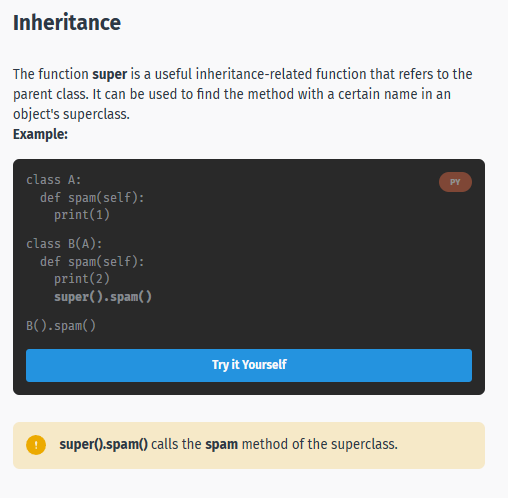 Inheritance
The function super is a useful inheritance-related function that refers to the
parent class. It can be used to find the method with a certain name in an
object's superclass.
Example:
PY
class A:
  def spam(self):
    print(1)
class B(A):
  def spam(self):
    print(2)
    super().spam()
B().spam()
Try it Yourself
! super().spam() calls the spam method of the superclass.